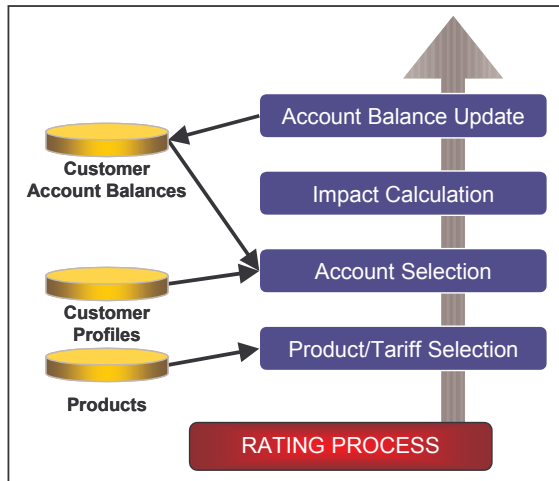 Account Balance Update
Customer
Account Balances
Impact Calculation
Account Selection
Customer
Profiles
Product/Tariff Selection
Products
RATING PROCESS